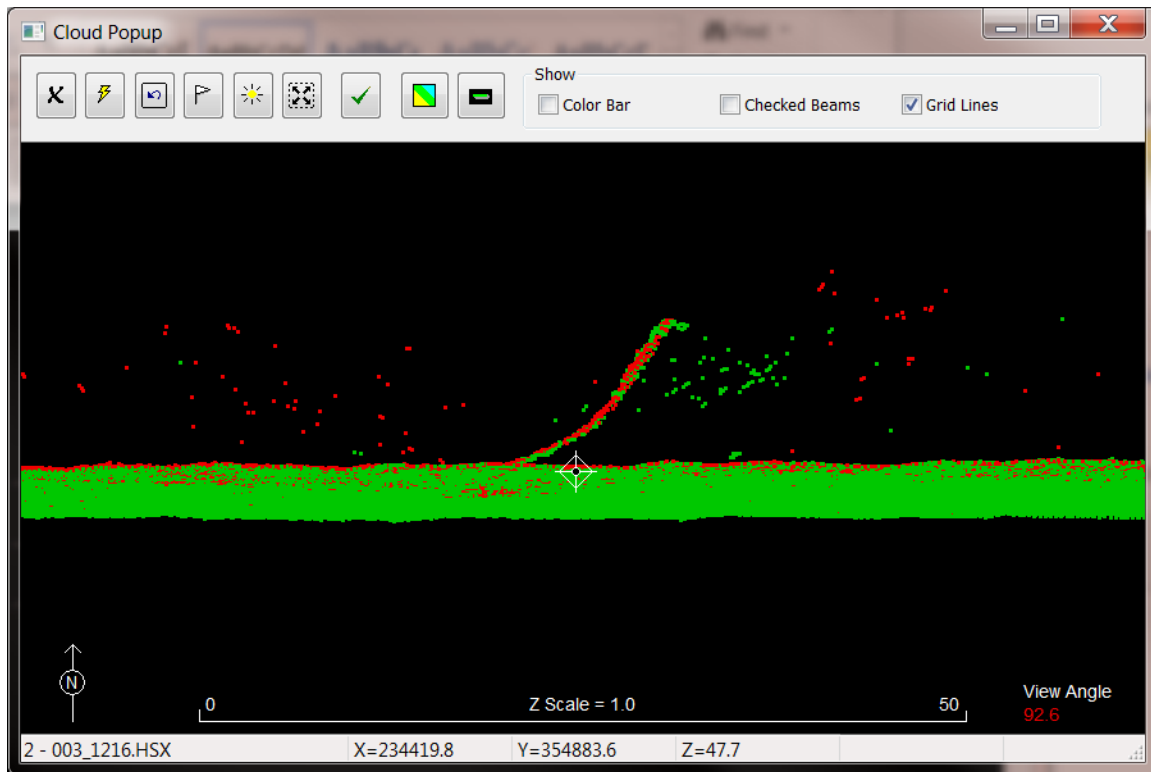 Cloud Popup
Show
Color Bar
Checked Beams
Grid Lines
N
0
Z Scale = 1.0
50
View Angle
92.6
2 - 003_1216.HSX
X=234419.8
Y=354883.6
Z=47.7